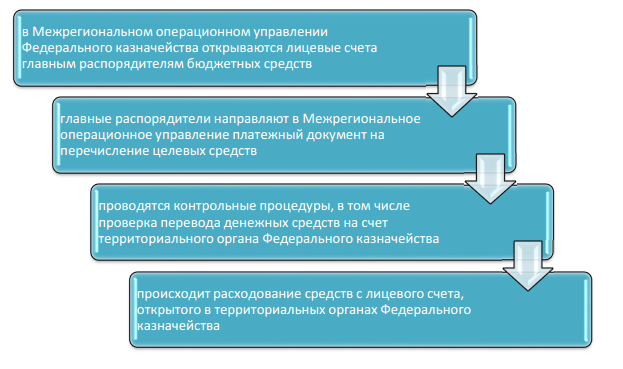 в Межрегиональном операционном управлении
Федерального казначейства открываются лицевые счета
главным распорядителям бюджетных средств
главные распорядители направляют в Межрегиональное
операционное управление платежный документ на
перечисление целевых средств
проводятся контрольные процедуры, в том числе
проверка перевода денежных средств на счет
территориального органа Федерального казначейства
происходит расходование средств с лицевого счета,
открытого в территориальных органах Федерального
казначейства